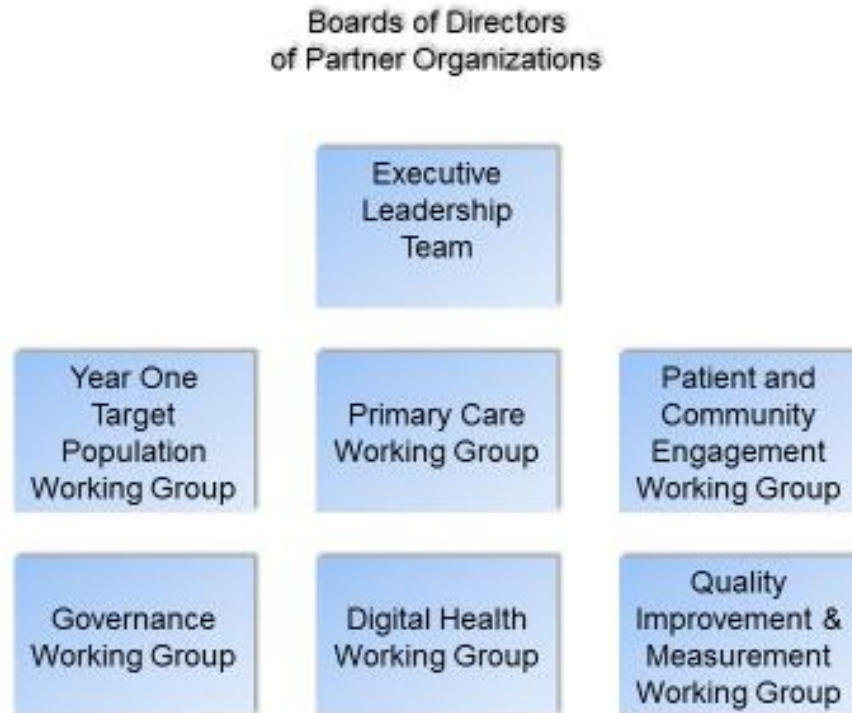 Boards of Directors
of Partner Organizations
Executive
Leadership
Team
Year One
Target
Population
Working Group
Primary Care
Working Group
Patient and
Community
Engagement
Working Group
Governance
Working Group
Digital Health
Working Group
Quality
Improvement &
Measurement
Working Group